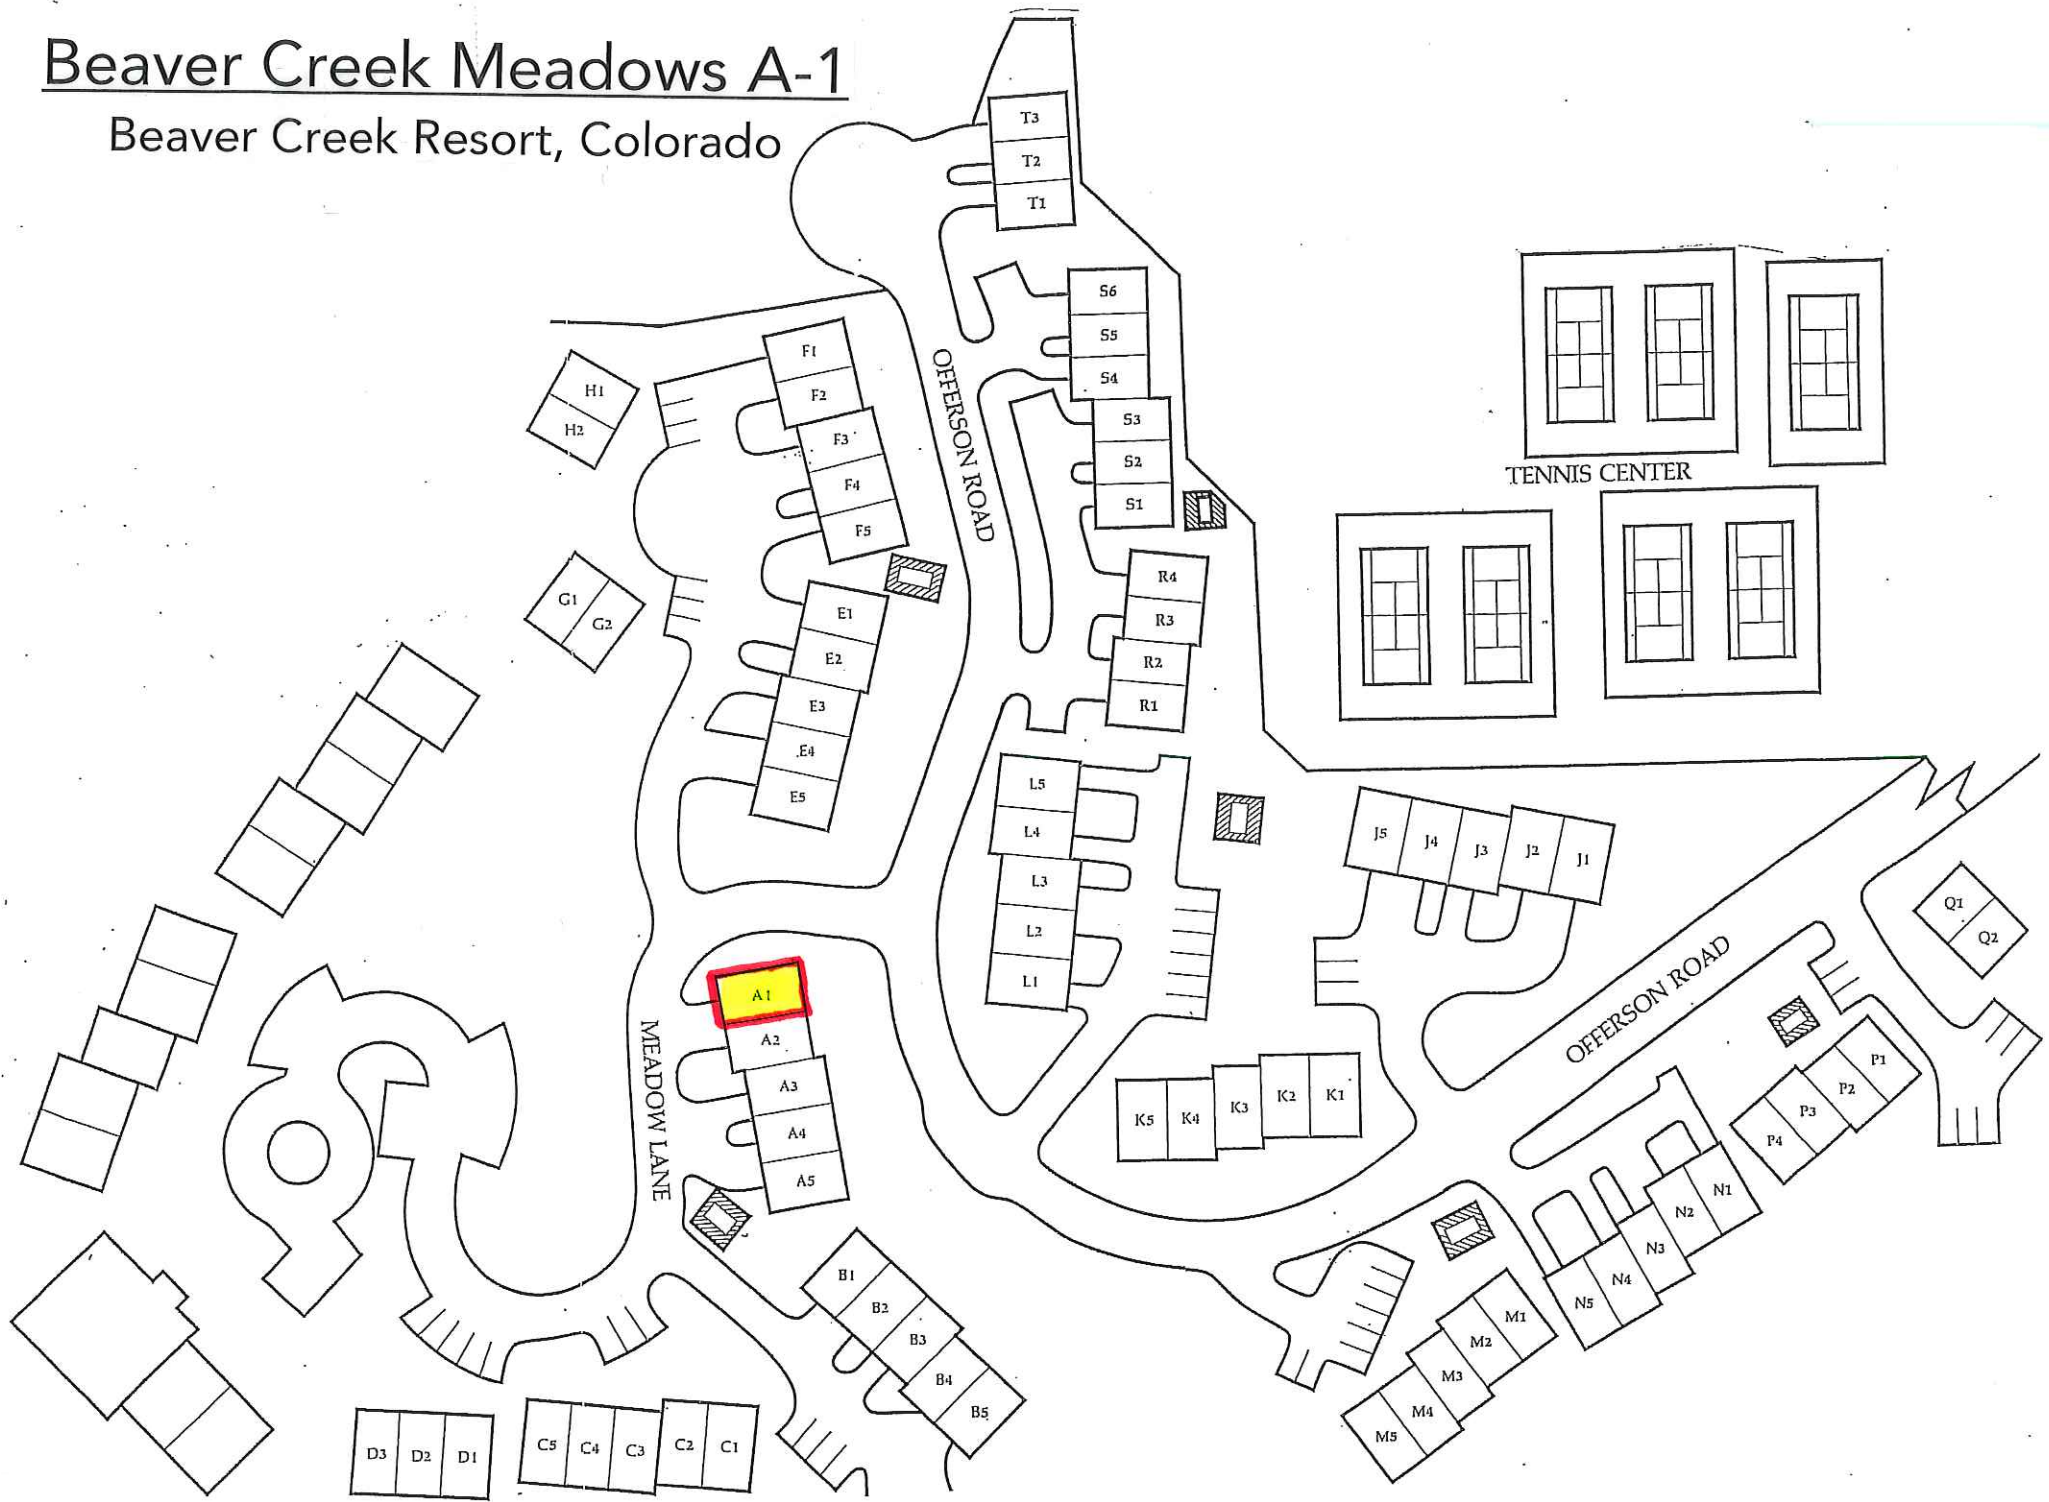 Beaver Creek Meadows A-1
Beaver Creek Resort, Colorado
T3
T2
T1
S6
S5
S4
S3
S2
S1
F1
F2
F3
F4
F5
H1
H2
OFFERSON ROAD
TENNIS CENTER
G1
G2
E1
E2
E3
E4
E5
R4
R3
R2
R1
L5
L4
L3
L2
L1
J5
J4
J3
J2
J1
Q1
Q2
OFFERSON ROAD
A1
A2
A3
A4
A5
MEADOW LANE
K5
K4
K3
K2
K1
P1
P2
P3
P4
N1
N2
N3
N4
N5
M1
M2
M3
M4
M5
B1
B2
B3
B4
B5
D3
D2
D1
C5
C4
C3
C2
C1